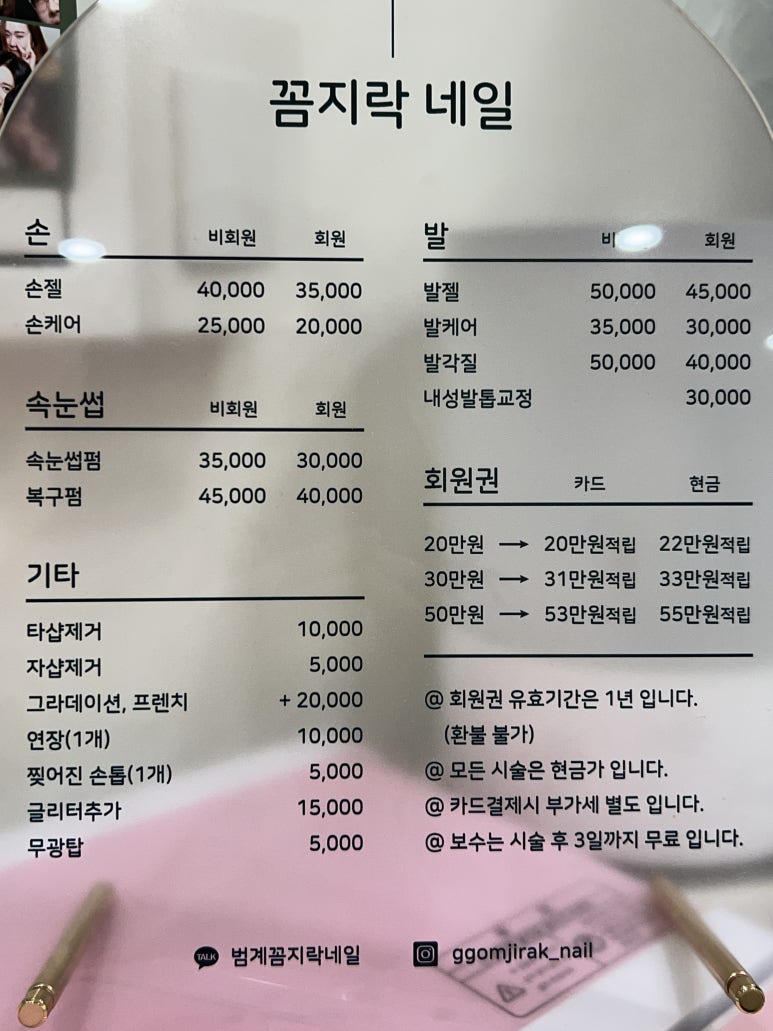 꼼지락 네일
손 비회원 회원
손젤 40,000 35,000
손케어 25,000 20,000
속눈썹 비회원 회원
속눈썹펌 35,000 30,000
복구펌 45,000 40,000
기타
타샵제거 10,000
자샵제거 5,000
그라데이션, 프렌치 + 20,000
연장(1개) 10,000
찢어진 손톱(1개) 5,000
글리터추가 15,000
무광탑 5,000
발 회원
발젤 50,000 45,000
발케어 35,000 30,000
발각질 50,000 40,000
내성발톱교정 30,000
회원권 카드 현금
20만원 → 20만원적립 22만원적립
30만원 → 31만원적립 33만원적립
50만원 → 53만원적립 55만원적립
@ 회원권 유효기간은 1년 입니다.
(환불 불가)
@ 모든 시술은 현금가 입니다.
@ 카드결제시 부가세 별도 입니다.
@ 보수는 시술 후 3일까지 무료 입니다.
TALK 범계꼼지락네일
ggomjirak_nail